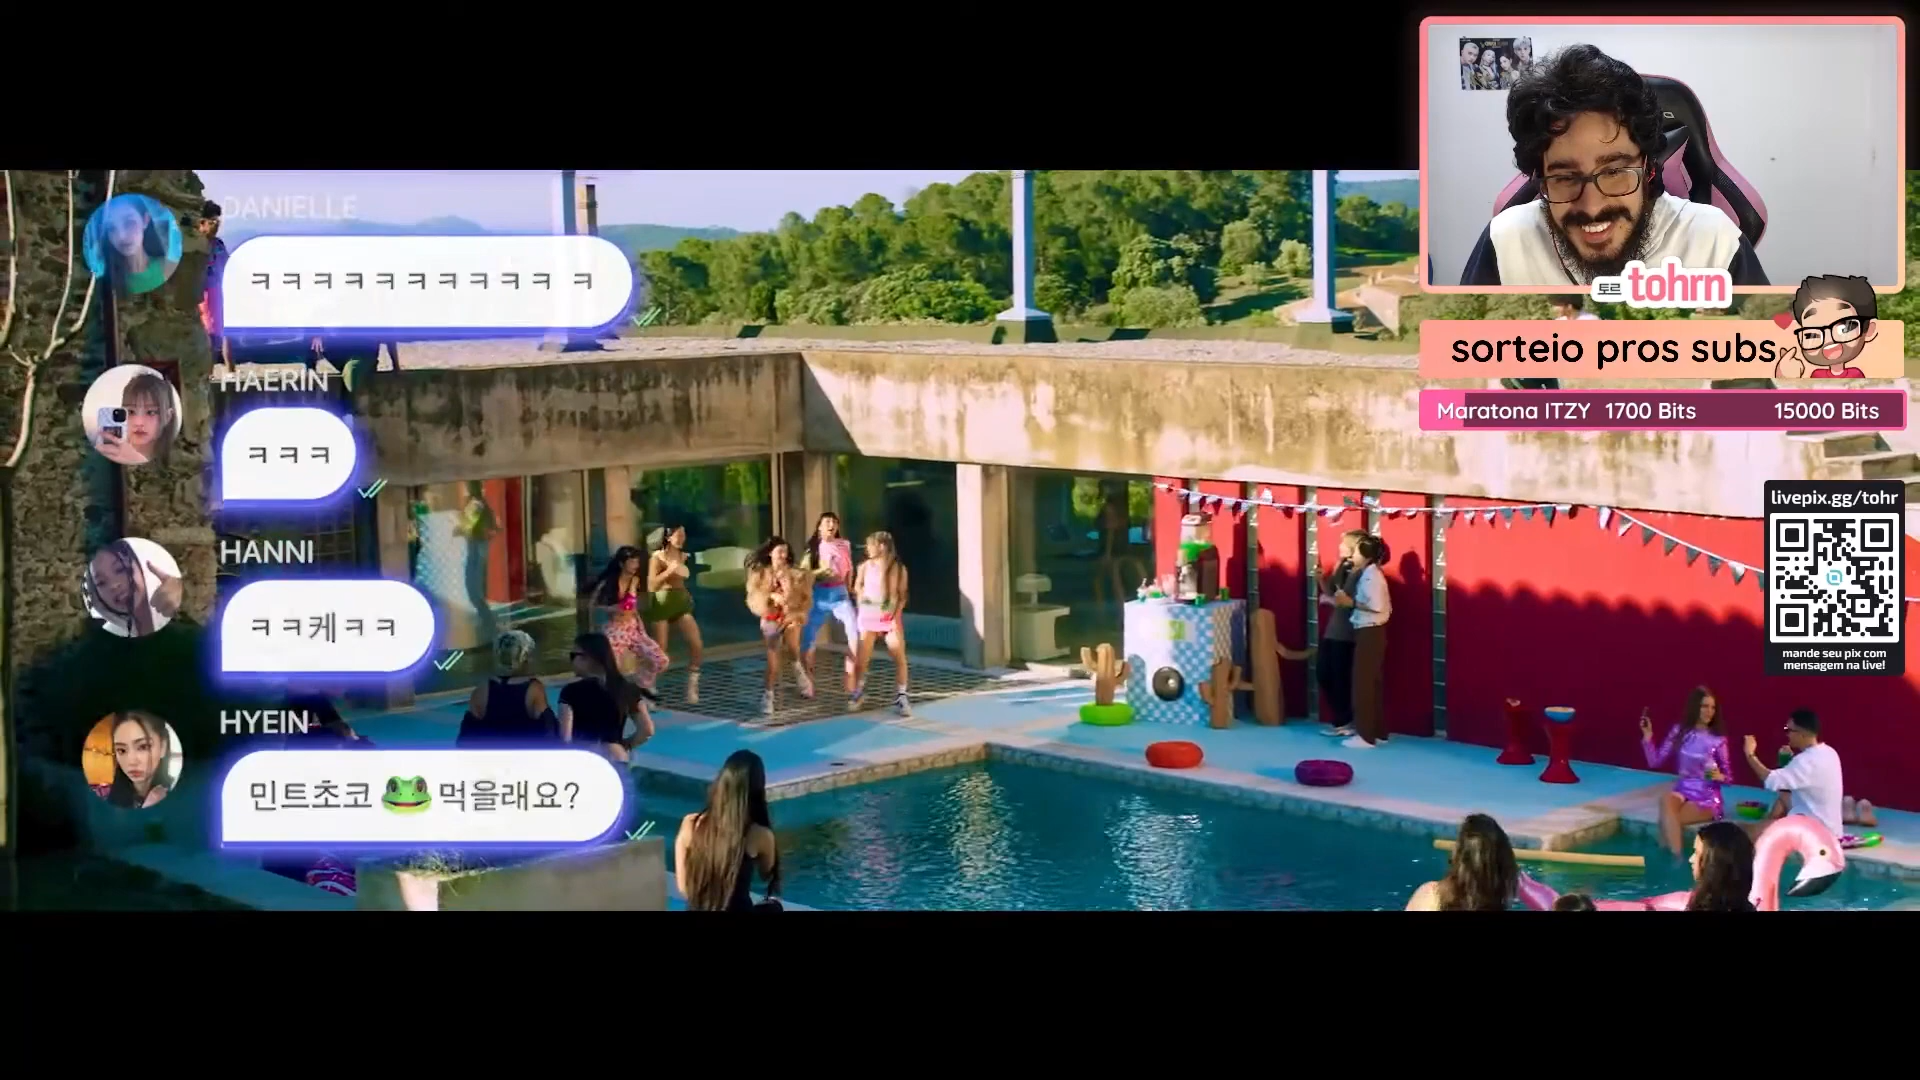 DANIELLE
ㅋㅋㅋㅋㅋㅋㅋㅋㅋㅋ ㅋ
HAERIN
ㅋㅋㅋ
HANNI
ㅋㅋ케ㅋㅋ
HYEIN
민트초코 🐸 먹을래요?
토르 tohrn
sorteio pros subs
Maratona ITZY 1700 Bits 15000 Bits
livepix.gg/tohr
mande seu pix com
mensagem na live!